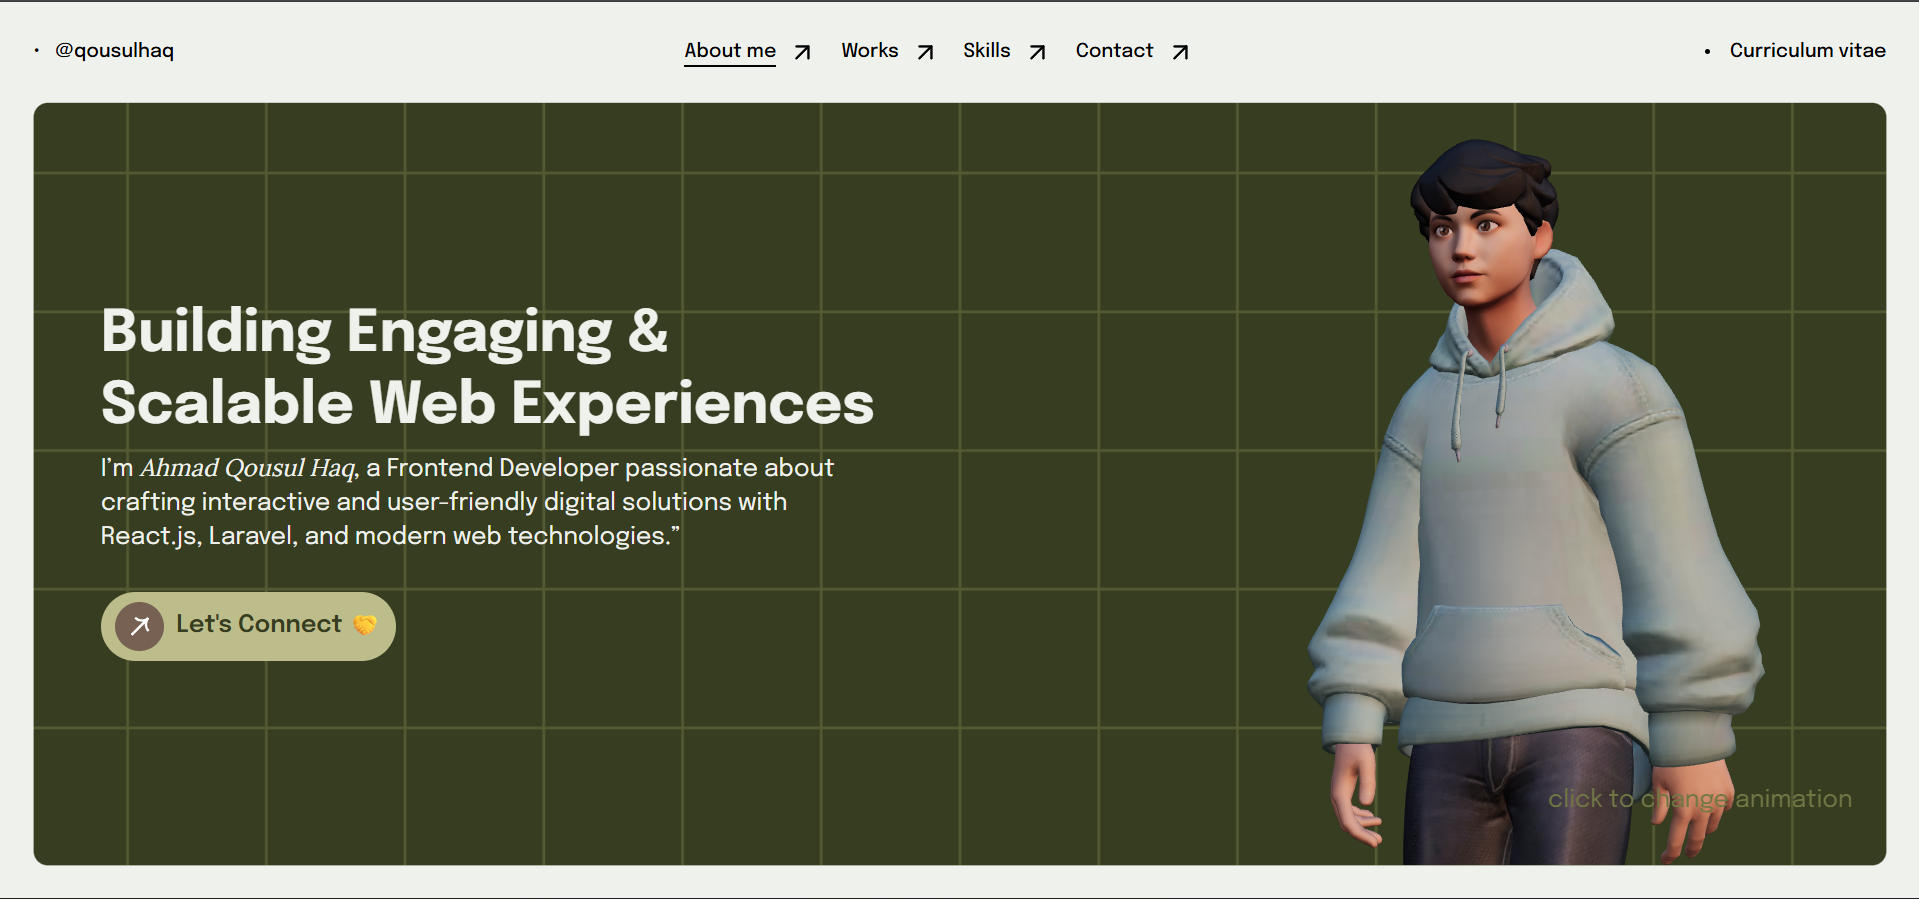 • @qousulhaq
About me
Works
Skills
Contact
• Curriculum vitae
Building Engaging &
Scalable Web Experiences
I’m Ahmad Qousul Haq, a Frontend Developer passionate about
crafting interactive and user-friendly digital solutions with
React.js, Laravel, and modern web technologies.”
Let's Connect 🤝
click to change animation